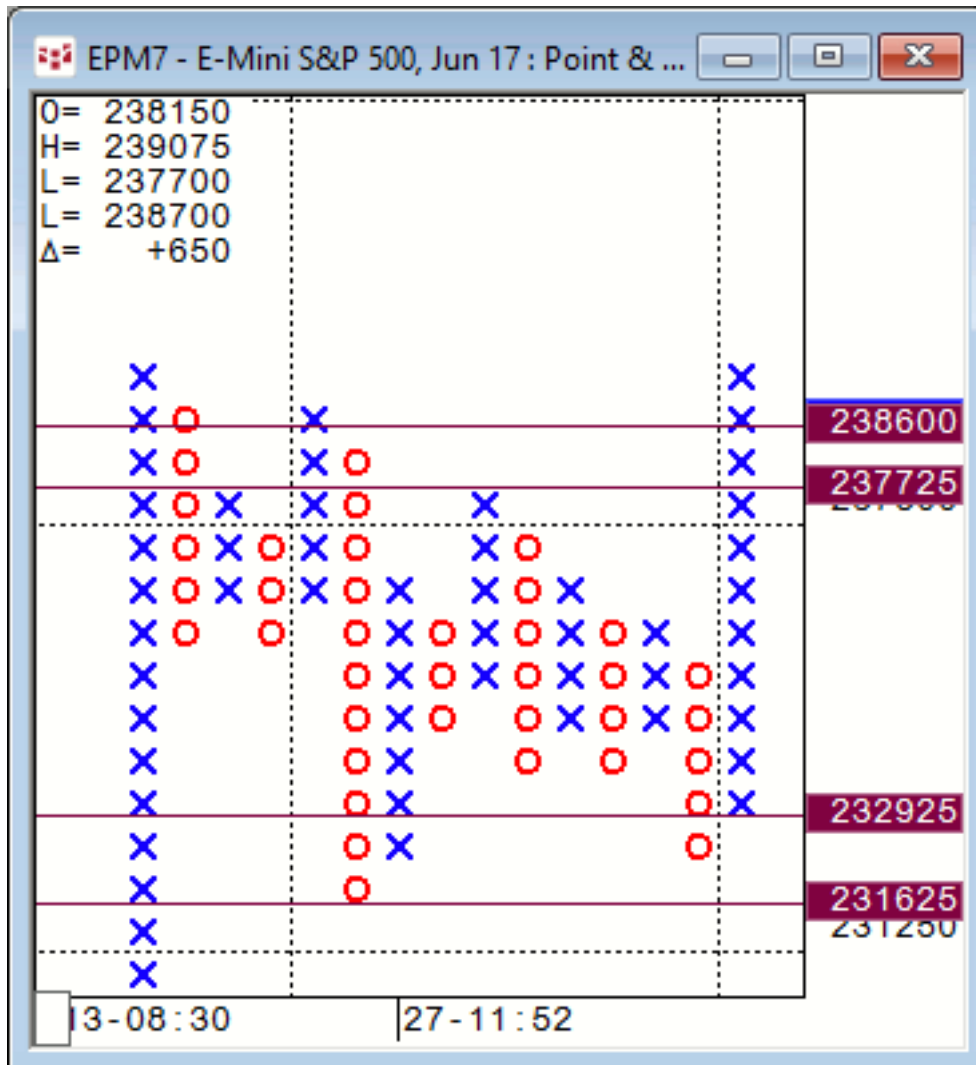 EPM7 - E-Mini S&P 500, Jun 17 : Point & ...
O= 238150
H= 239075
L= 237700
L= 238700
Δ= +650
238600
237725
232925
231625
231250
13-08:30
27-11:52